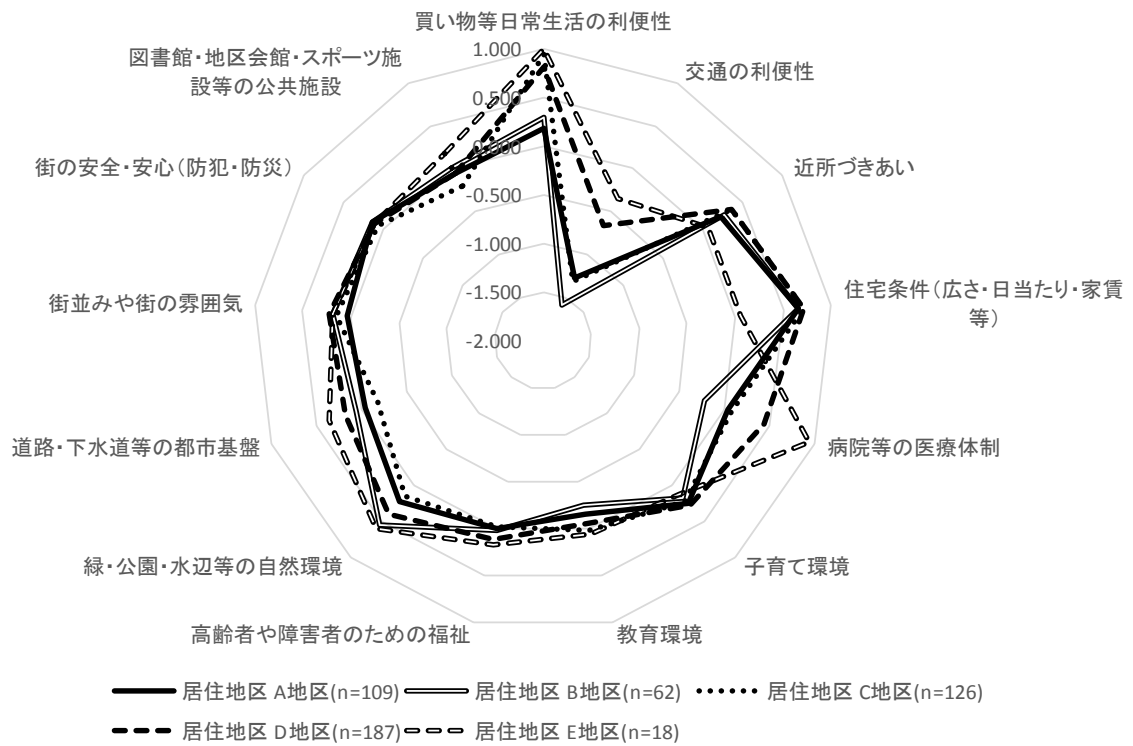 買い物等日常生活の利便性
図書館・地区会館・スポーツ施
設等の公共施設
交通の利便性
街の安全・安心（防犯・防災）
近所づきあい
街並みや街の雰囲気
住宅条件（広さ・日当たり・家賃
等）
道路・下水道等の都市基盤
病院等の医療体制
緑・公園・水辺等の自然環境
子育て環境
高齢者や障害者のための福祉
教育環境
1.000
0.500
0.000
-0.500
-1.000
-1.500
-2.000
居住地区 A地区(n=109)
居住地区 B地区(n=62)
居住地区 C地区(n=126)
居住地区 D地区(n=187)
居住地区 E地区(n=18)